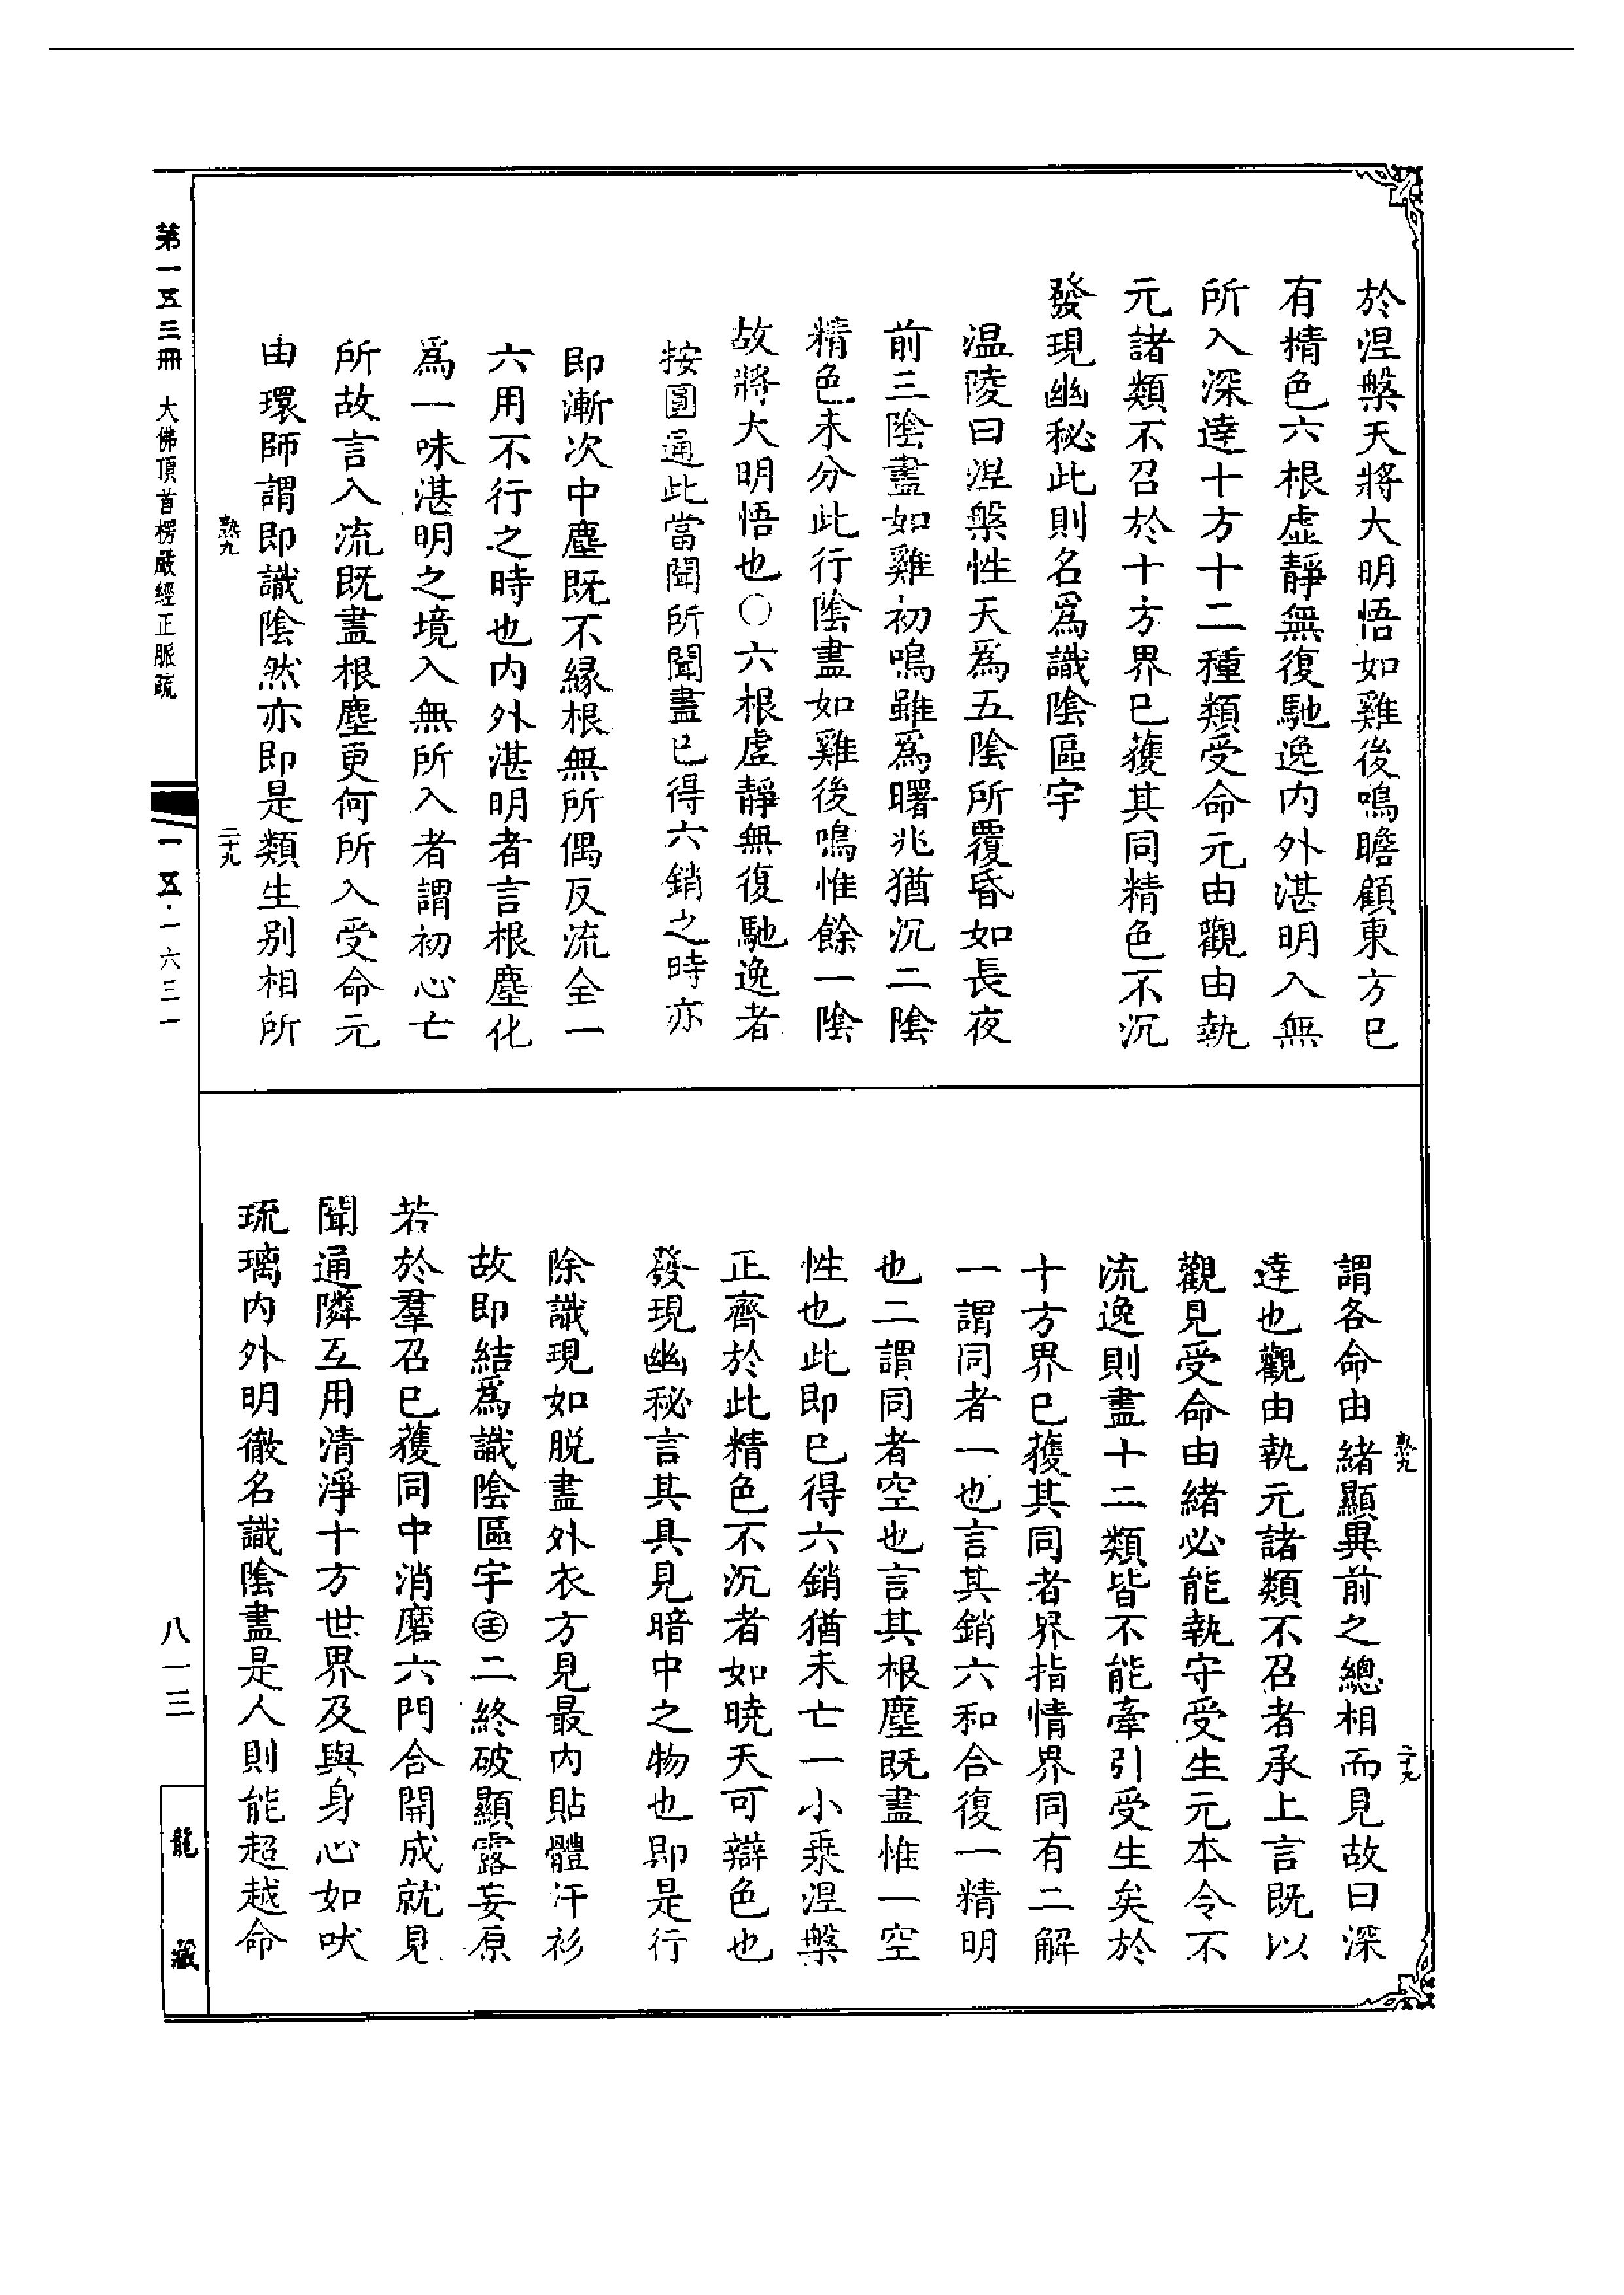 於涅槃天將大明悟如雞後鳴瞻顧東方巳
有精色六根虛靜無復馳逸内外湛明入無
所入深達十方十二種類受命元由觀由執
元諸類不召於十方界巳獲其同精色不沉
發現幽秘此則名爲識陰區宇
温陵曰涅槃性天爲五陰所覆昏如長夜
前三陰盡如雞初鳴雖爲曙兆猶沉二陰
精色未分此行陰盡如雞後鳴惟餘一陰
故將大明悟也〇六根虛靜無復馳逸者
按圓通此當聞所聞盡巳得六銷之時亦
即漸次中塵既不緣根無所偶反流全一
六用不行之時也内外湛明者言根塵化
爲一味湛明之境入無所入者謂初心亡
所故言入流既盡根塵更何所入受命元
由環師謂即識陰然亦即是類生别相所
熟九
二十九
第一五三冊 大佛頂首楞嚴經正脈疏
一五·一六三一
熟九
二十九
謂各命由緒顯異前之總相而見故曰深
達也觀由執元諸類不召者承上言既以
觀見受命由緒必能執守受生元本令不
流逸則盡十二類皆不能牽引受生矣於
十方界巳獲其同者界指情界同有二解
一謂同者一也言其銷六和合復一精明
也二謂同者空也言其根塵既盡惟一空
性也此即巳得六銷猶未亡一小乘涅槃
正齊於此精色不沉者如曉天可辯色也
發現幽秘言其具見暗中之物也即是行
除識現如脱盡外衣方見最内貼體汗衫
故即結爲識陰區宇㊣二終破顯露妄原
若於羣召巳獲同中消磨六門合開成就見
聞通隣互用清淨十方世界及與身心如吠
琉璃内外明徹名識陰盡是人則能超越命
八一三
龍藏